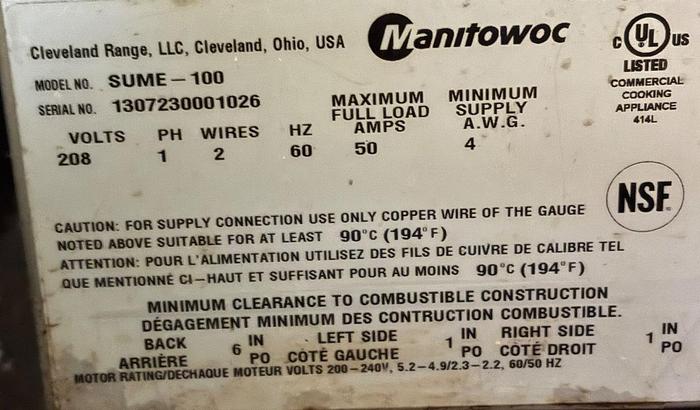 Cleveland Range, LLC, Cleveland, Ohio, USA
Manitowoc
C UL US
LISTED
COMMERCIAL
COOKING
APPLIANCE
414L
MODEL NO. SUME-100
SERIAL NO. 1307230001026
VOLTS PH WIRES HZ MAXIMUM FULL LOAD AMPS MINIMUM SUPPLY A.W.G.
208 1 2 60 50 4
NSF
CAUTION: FOR SUPPLY CONNECTION USE ONLY COPPER WIRE OF THE GAUGE
NOTED ABOVE SUITABLE FOR AT LEAST 90°C (194°F)
ATTENTION: POUR L'ALIMENTATION UTILISEZ DES FILS DE CUIVRE DE CALIBRE TEL
QUE MENTIONNÉ CI-HAUT ET SUFFISANT POUR AU MOINS 90°C (194°F)
MINIMUM CLEARANCE TO COMBUSTIBLE CONSTRUCTION
DÉGAGEMENT MINIMUM DES CONTRUCTION COMBUSTIBLE.
BACK 6 IN LEFT SIDE 1 IN RIGHT SIDE 1 IN
ARRIÈRE PO CÔTÉ GAUCHE PO CÔTÉ DROIT PO
MOTOR RATING/DECHAQUE MOTEUR VOLTS 200-240V, 5.2-4.9/2.3-2.2, 60/50 HZ